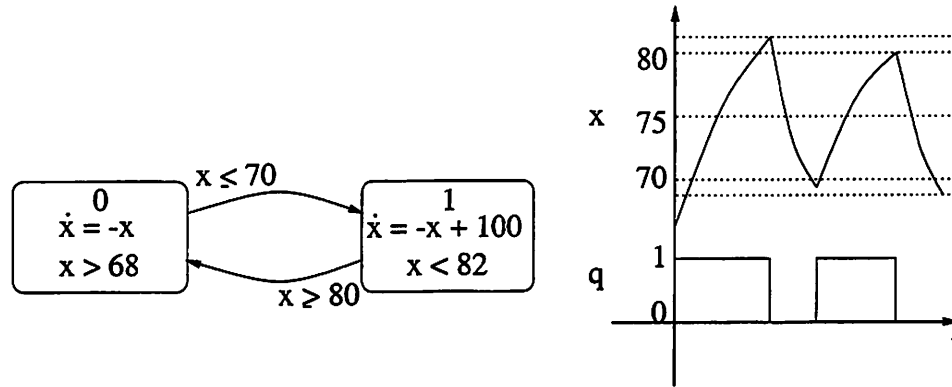 x ≤ 70
0
ẋ = -x
x > 68
1
ẋ = -x + 100
x < 82
x ≥ 80
80
x
75
70
1
q
0